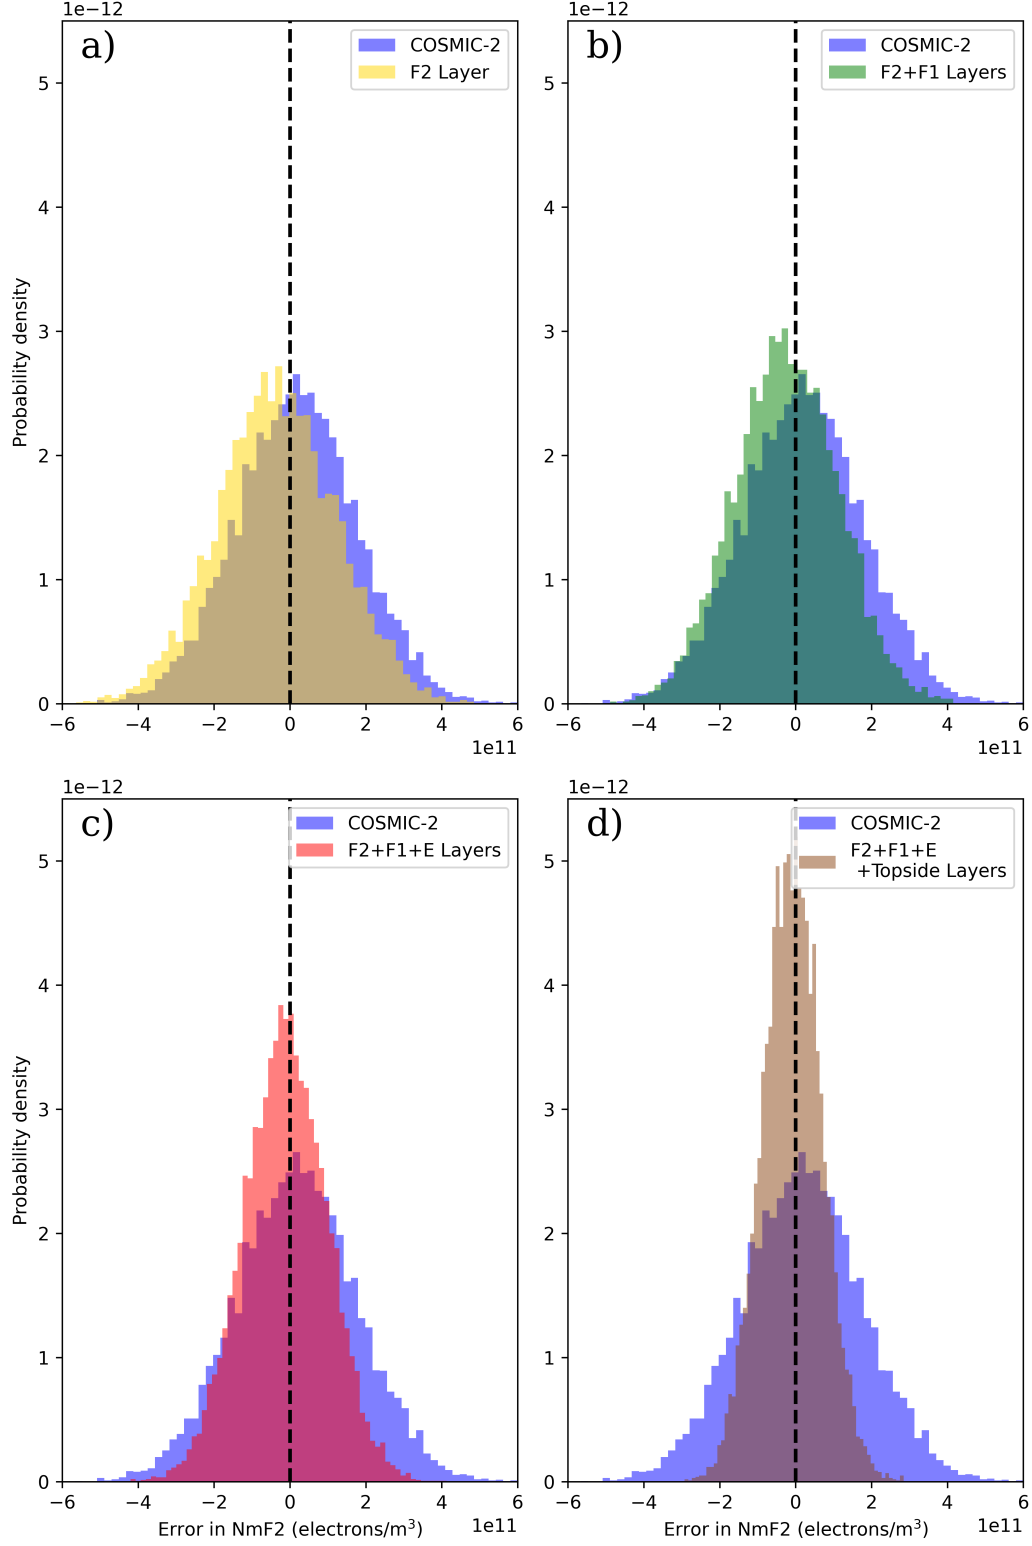 1e−12
a)
COSMIC-2
F2 Layer
Probability density
5
4
3
2
1
0
−6 −4 −2 0 2 4 6
1e11
1e−12
b)
COSMIC-2
F2+F1 Layers
5
4
3
2
1
0
−6 −4 −2 0 2 4 6
1e11
1e−12
c)
COSMIC-2
F2+F1+E Layers
Probability density
5
4
3
2
1
0
−6 −4 −2 0 2 4 6
Error in NmF2 (electrons/m³)
1e11
1e−12
d)
COSMIC-2
F2+F1+E
+Topside Layers
5
4
3
2
1
0
−6 −4 −2 0 2 4 6
Error in NmF2 (electrons/m³)
1e11